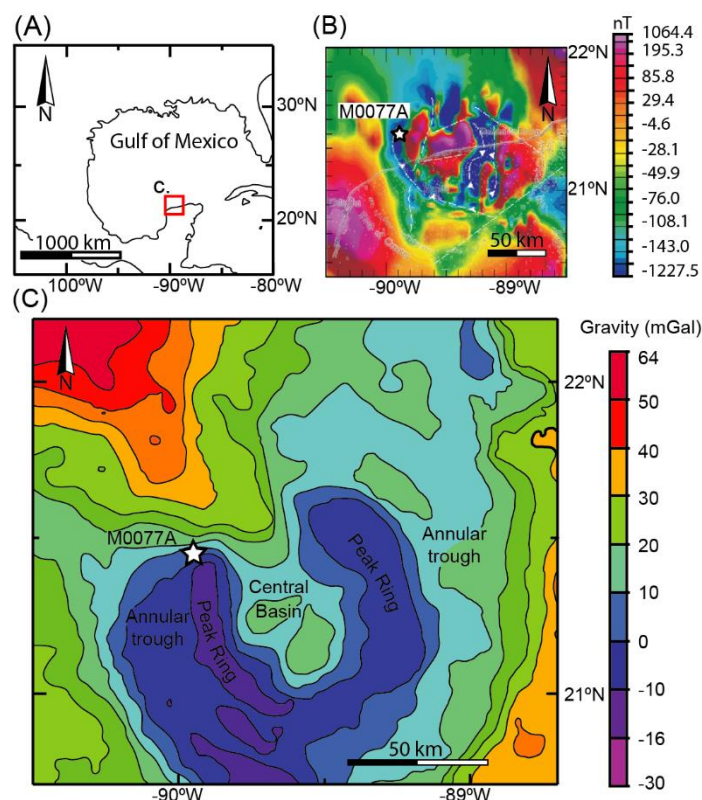 (A)
N
Gulf of Mexico
C.
1000 km
30ºN
20ºN
-100ºW
-90ºW
-80ºW
(B)
N
M0077A
50 km
22ºN
21ºN
-90ºW
-89ºW
nT
1064.4
195.3
85.8
29.4
-4.6
-28.1
-49.9
-76.0
-108.1
-143.0
-1227.5
(C)
N
M0077A
Annular
trough
Peak Ring
Central
Basin
Peak Ring
Annular
trough
50 km
22ºN
21ºN
-90ºW
-89ºW
Gravity (mGal)
64
50
40
30
20
10
0
-10
-16
-30